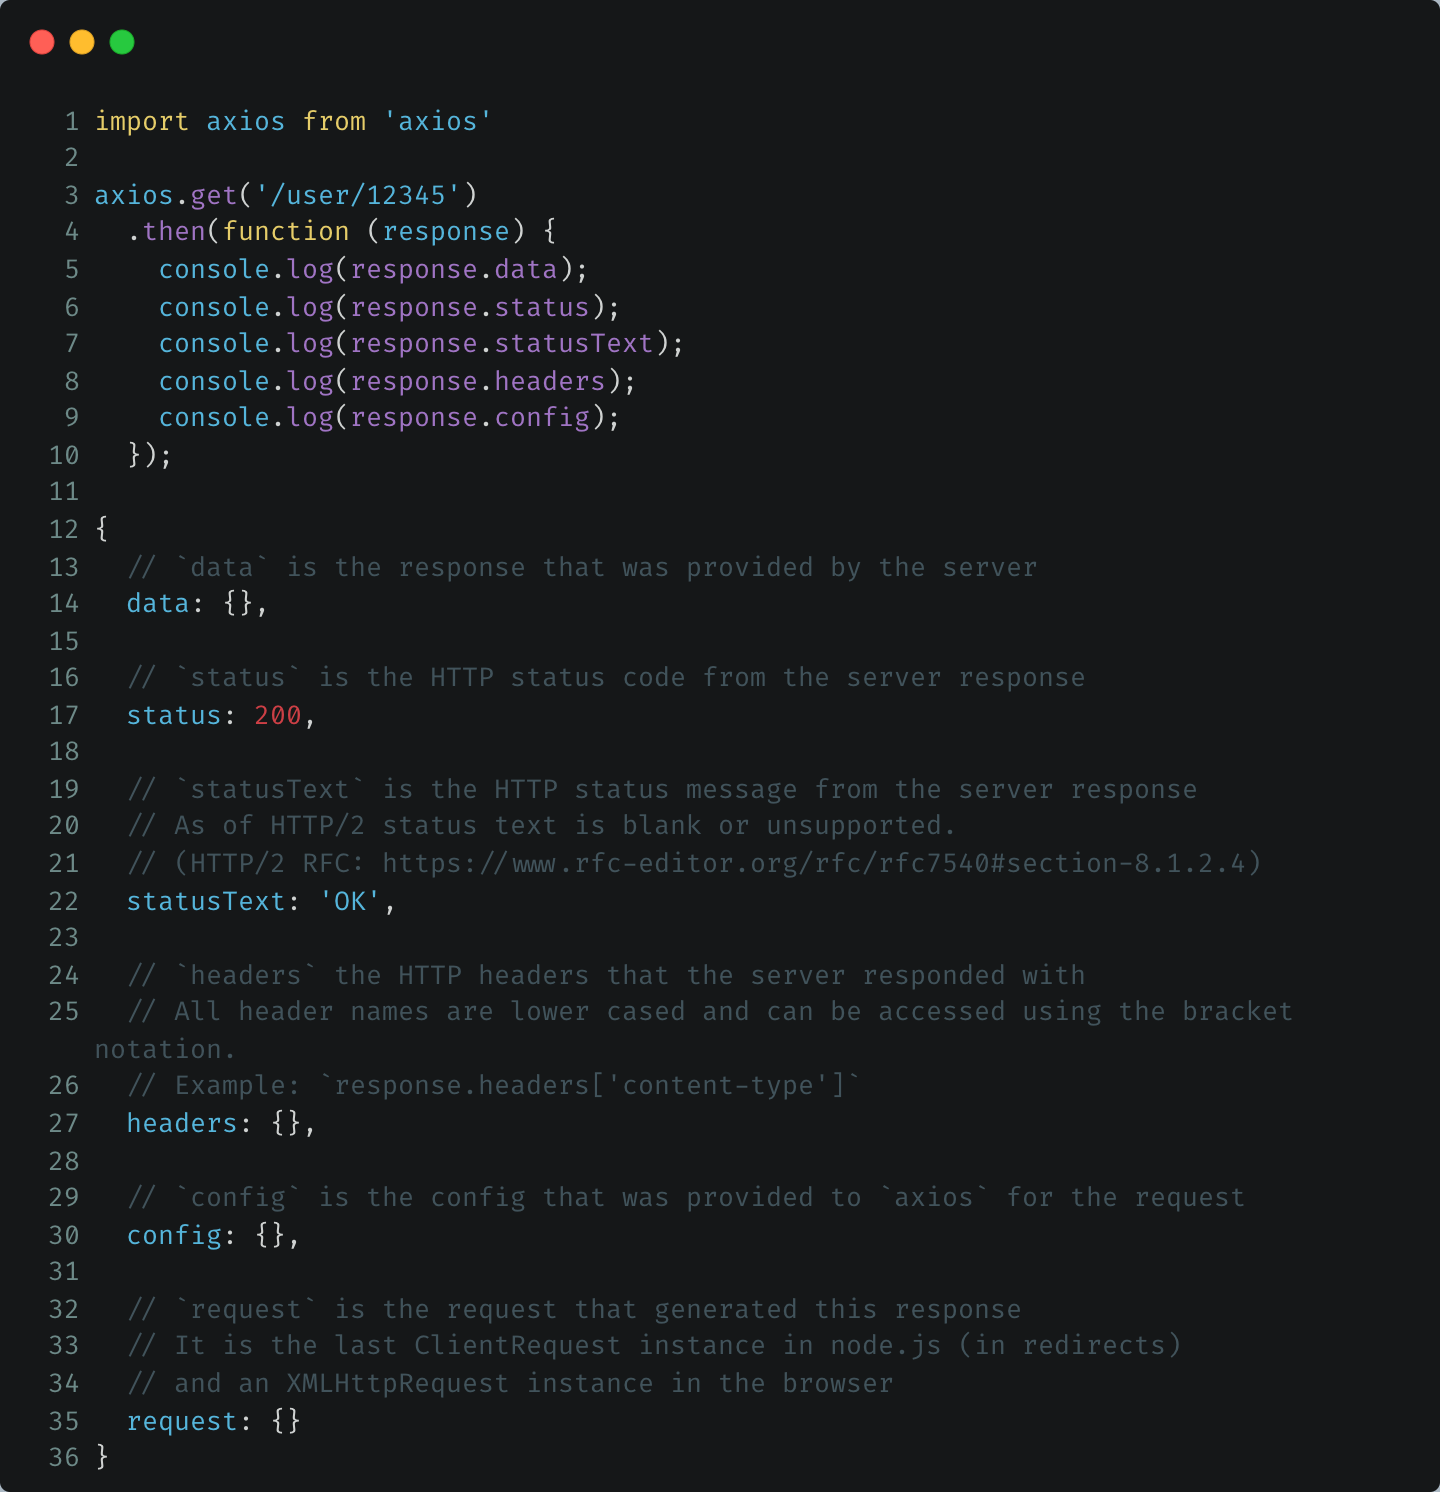 1 import axios from 'axios'
2
3 axios.get('/user/12345')
4   .then(function (response) {
5     console.log(response.data);
6     console.log(response.status);
7     console.log(response.statusText);
8     console.log(response.headers);
9     console.log(response.config);
10   });
11
12 {
13   // `data` is the response that was provided by the server
14   data: {},
15
16   // `status` is the HTTP status code from the server response
17   status: 200,
18
19   // `statusText` is the HTTP status message from the server response
20   // As of HTTP/2 status text is blank or unsupported.
21   // (HTTP/2 RFC: https://www.rfc-editor.org/rfc/rfc7540#section-8.1.2.4)
22   statusText: 'OK',
23
24   // `headers` the HTTP headers that the server responded with
25   // All header names are lower cased and can be accessed using the bracket
notation.
26   // Example: `response.headers['content-type']`
27   headers: {},
28
29   // `config` is the config that was provided to `axios` for the request
30   config: {},
31
32   // `request` is the request that generated this response
33   // It is the last ClientRequest instance in node.js (in redirects)
34   // and an XMLHttpRequest instance in the browser
35   request: {}
36 }